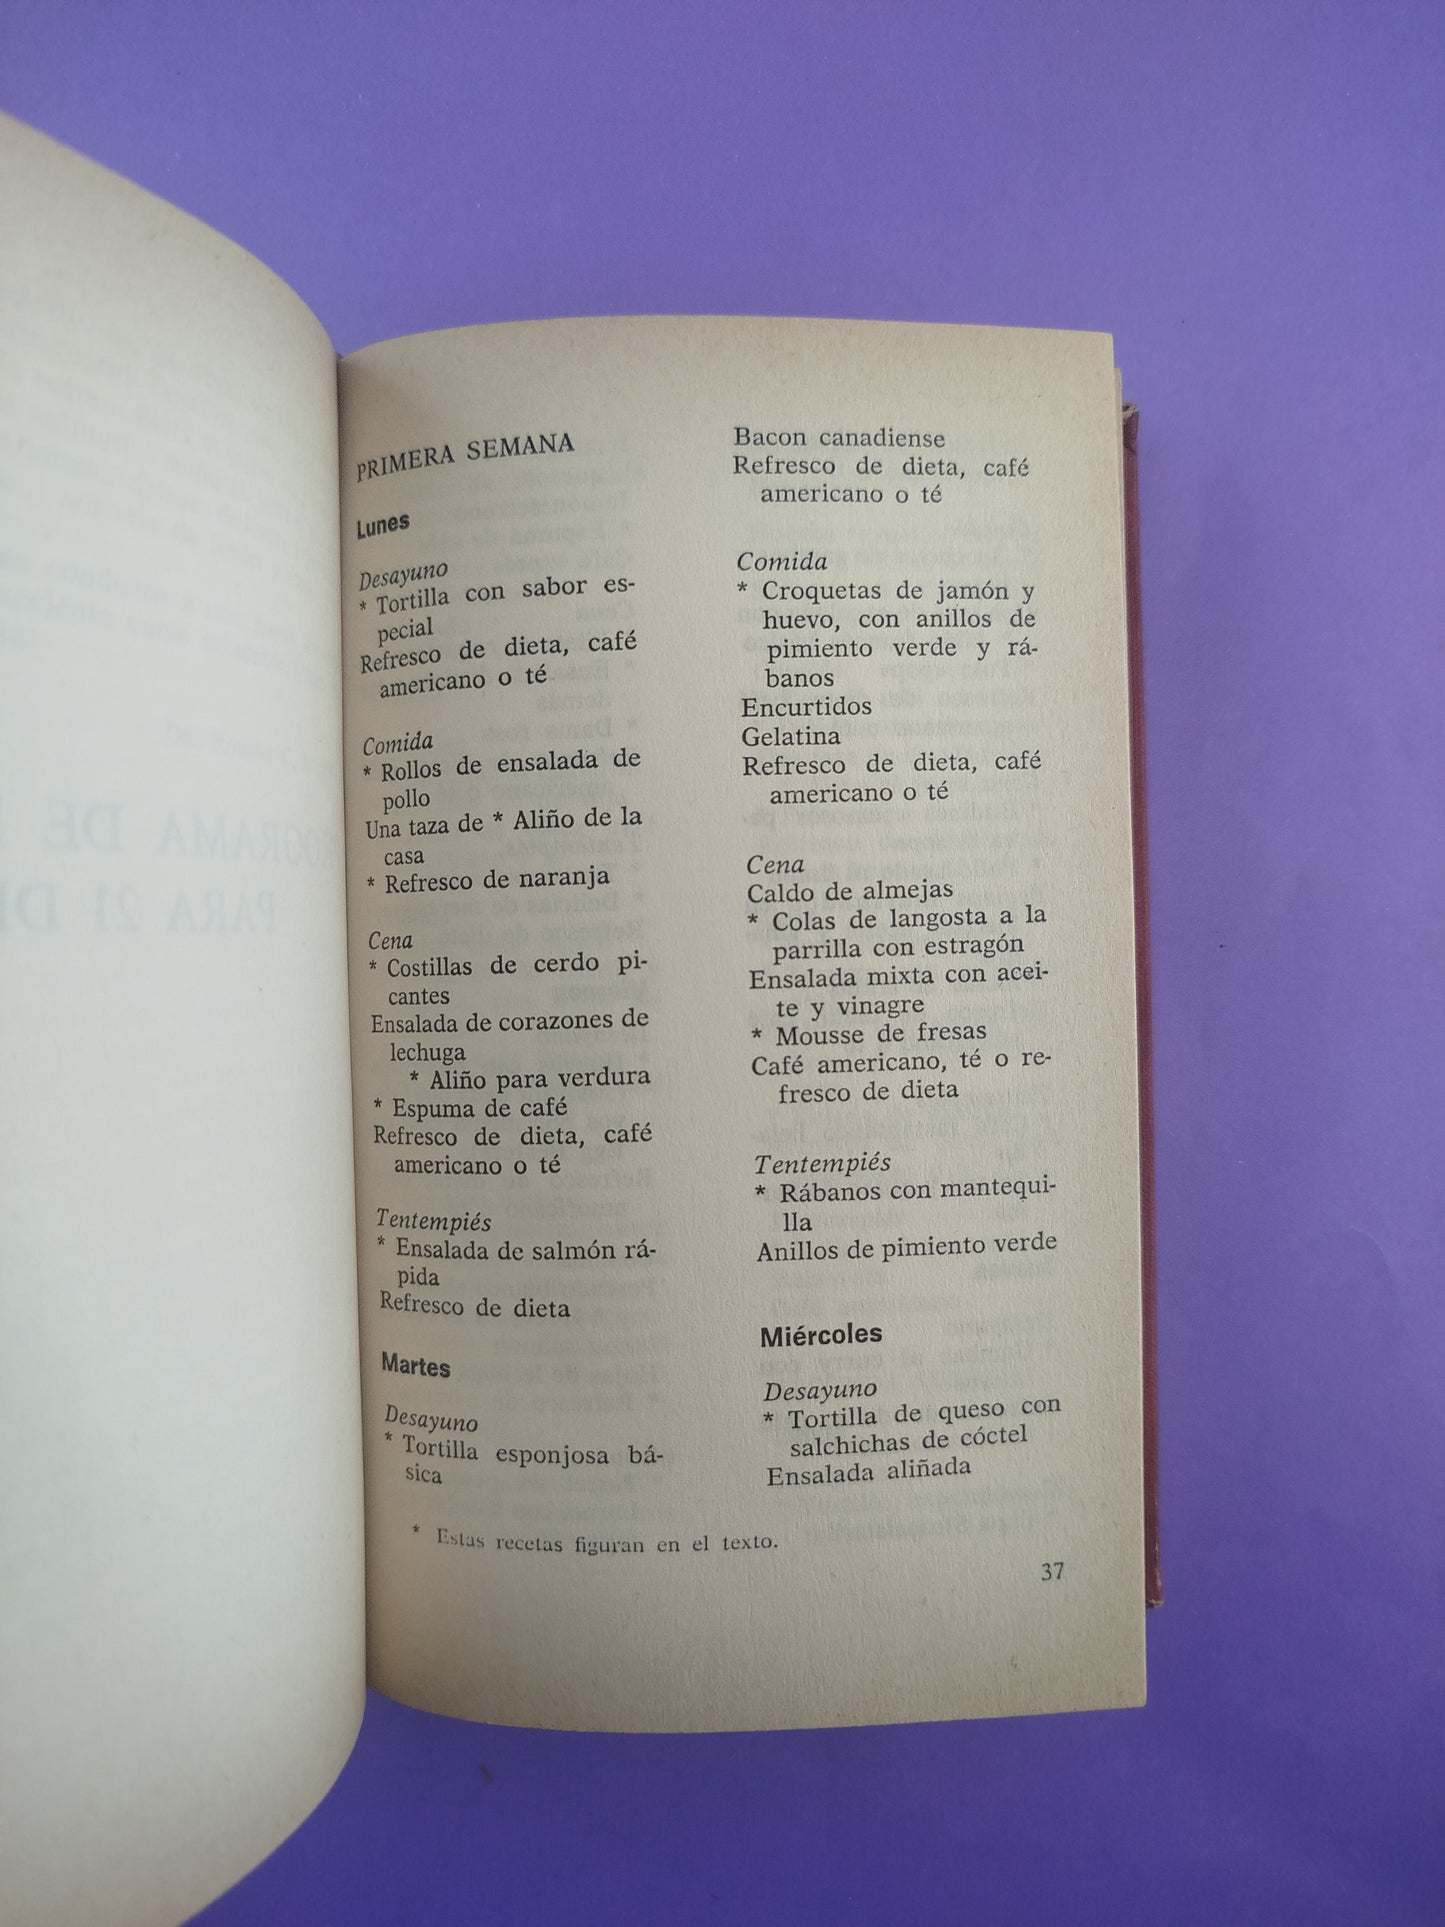 PRIMERA SEMANA
Lunes
Desayuno
* Tortilla con sabor es-
pecial
Refresco de dieta, café
americano o té
Comida
* Rollos de ensalada de
pollo
Una taza de * Aliño de la
casa
* Refresco de naranja
Cena
* Costillas de cerdo pi-
cantes
Ensalada de corazones de
lechuga
* Aliño para verdura
* Espuma de café
Refresco de dieta, café
americano o té
Tentempiés
* Ensalada de salmón rá-
pida
Refresco de dieta
Martes
Desayuno
* Tortilla esponjosa bá-
sica
Bacon canadiense
Refresco de dieta, café
americano o té
Comida
* Croquetas de jamón y
huevo, con anillos de
pimiento verde y rá-
banos
Encurtidos
Gelatina
Refresco de dieta, café
americano o té
Cena
Caldo de almejas
* Colas de langosta a la
parrilla con estragón
Ensalada mixta con acei-
te y vinagre
* Mousse de fresas
Café americano, té o re-
fresco de dieta
Tentempiés
* Rábanos con mantequi-
lla
Anillos de pimiento verde
Miércoles
Desayuno
* Tortilla de queso con
salchichas de cóctel
Ensalada aliñada
* Estas recetas figuran en el texto.
37